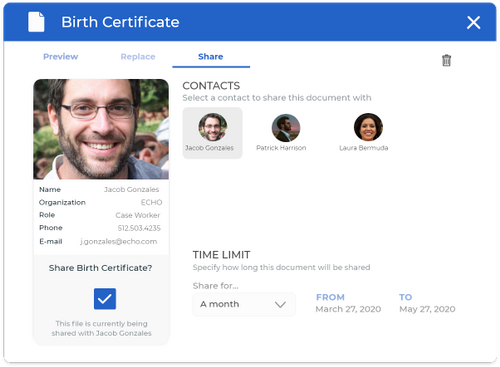 Birth Certificate
Preview
Replace
Share
CONTACTS
Select a contact to share this document with
Jacob Gonzales
Patrick Harrison
Laura Bermuda
Name Jacob Gonzales
Organization ECHO
Role Case Worker
Phone 512.503.4235
E-mail j.gonzales@echo.com
Share Birth Certificate?
This file is currently being
shared with Jacob Gonzales
TIME LIMIT
Specify how long this document will be shared
Share for...
A month
FROM
March 27, 2020
TO
May 27, 2020